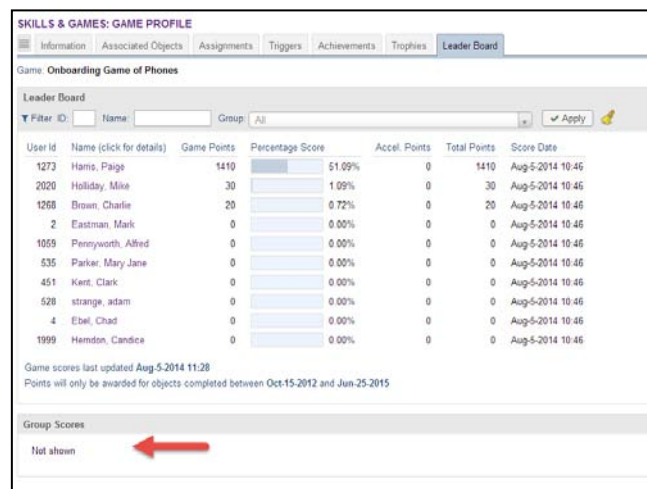 SKILLS & GAMES: GAME PROFILE
Information Associated Objects Assignments Triggers Achievements Trophies Leader Board
Game: Onboarding Game of Phones
Leader Board
Filter ID: Name: Group: All Apply
User Id Name (click for details) Game Points Percentage Score Accel. Points Total Points Score Date
1273 Harris, Paige 1410 51.09% 0 1410 Aug-5-2014 10:46
2020 Holliday, Mike 30 1.09% 0 30 Aug-5-2014 10:46
1268 Brown, Charlie 20 0.72% 0 20 Aug-5-2014 10:46
2 Eastman, Mark 0 0.00% 0 0 Aug-5-2014 10:46
1059 Pennyworth, Alfred 0 0.00% 0 0 Aug-5-2014 10:46
535 Parker, Mary Jane 0 0.00% 0 0 Aug-5-2014 10:46
451 Kent, Clark 0 0.00% 0 0 Aug-5-2014 10:46
528 strange, adam 0 0.00% 0 0 Aug-5-2014 10:46
4 Ebel, Chad 0 0.00% 0 0 Aug-5-2014 10:46
1999 Herndon, Candice 0 0.00% 0 0 Aug-5-2014 10:46
Game scores last updated Aug-5-2014 11:28
Points will only be awarded for objects completed between Oct-15-2012 and Jun-25-2015
Group Scores
Not shown